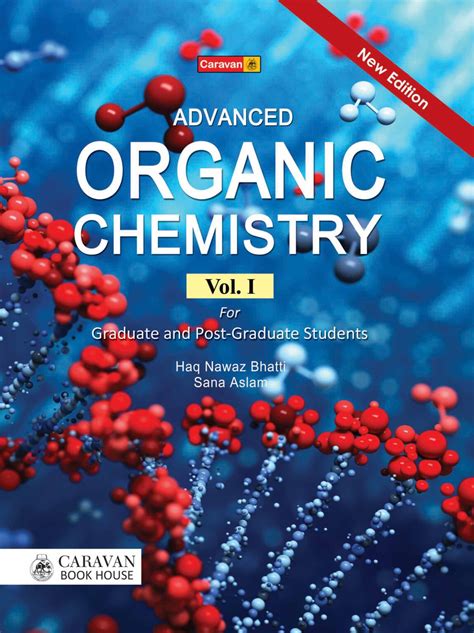 Caravan
New Edition
ADVANCED
ORGANIC
CHEMISTRY
Vol. I
For
Graduate and Post-Graduate Students
Haq Nawaz Bhatti
Sana Aslam
CARAVAN
BOOK HOUSE